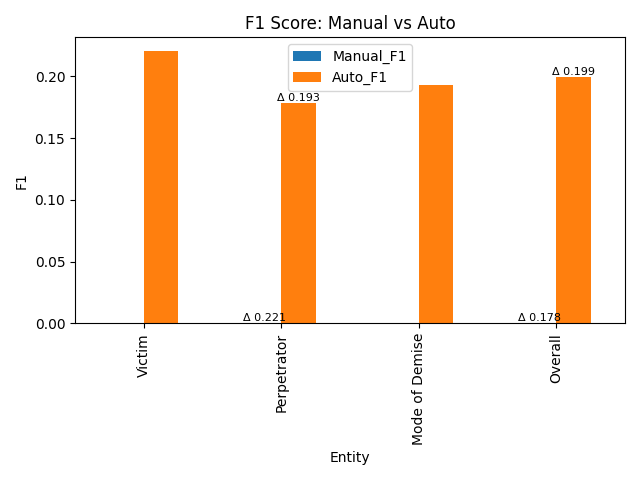 F1 Score: Manual vs Auto
Manual_F1
Auto_F1
Δ 0.193
Δ 0.199
Δ 0.221
Δ 0.178
F1
0.20
0.15
0.10
0.05
0.00
Victim
Perpetrator
Mode of Demise
Overall
Entity